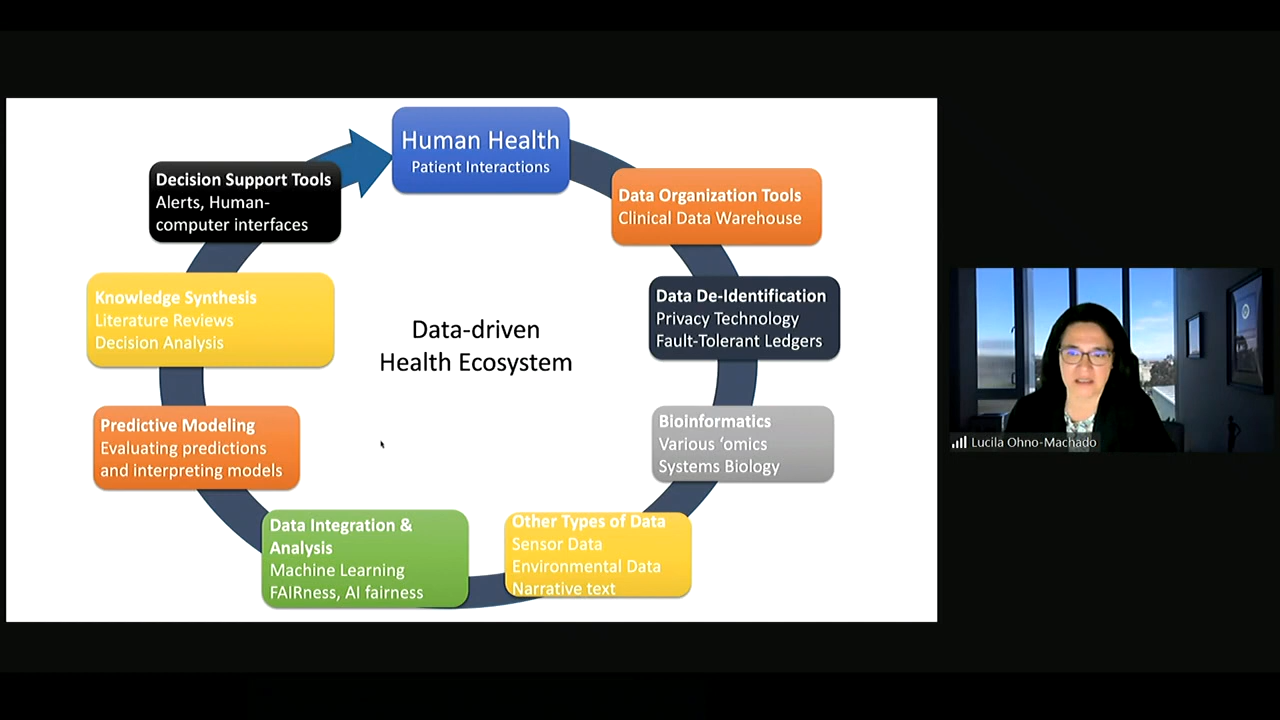 Human Health
Patient Interactions
Data Organization Tools
Clinical Data Warehouse
Data De-Identification
Privacy Technology
Fault-Tolerant Ledgers
Bioinformatics
Various ‘omics
Systems Biology
Other Types of Data
Sensor Data
Environmental Data
Narrative text
Data Integration &
Analysis
Machine Learning
FAIRness, AI fairness
Predictive Modeling
Evaluating predictions
and interpreting models
Knowledge Synthesis
Literature Reviews
Decision Analysis
Decision Support Tools
Alerts, Human-
computer interfaces
Data-driven
Health Ecosystem
Lucila Ohno-Machado